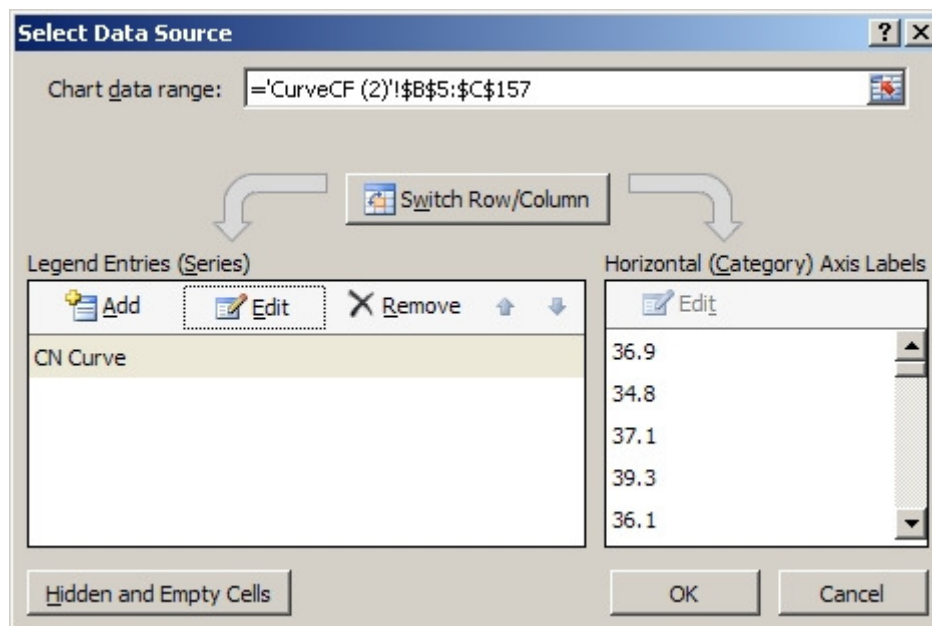 Select Data Source
Chart data range: ='CurveCF (2)'!$B$5:$C$157
Switch Row/Column
Legend Entries (Series)
Add Edit Remove
CN Curve
Horizontal (Category) Axis Labels
Edit
36.9
34.8
37.1
39.3
36.1
Hidden and Empty Cells
OK Cancel